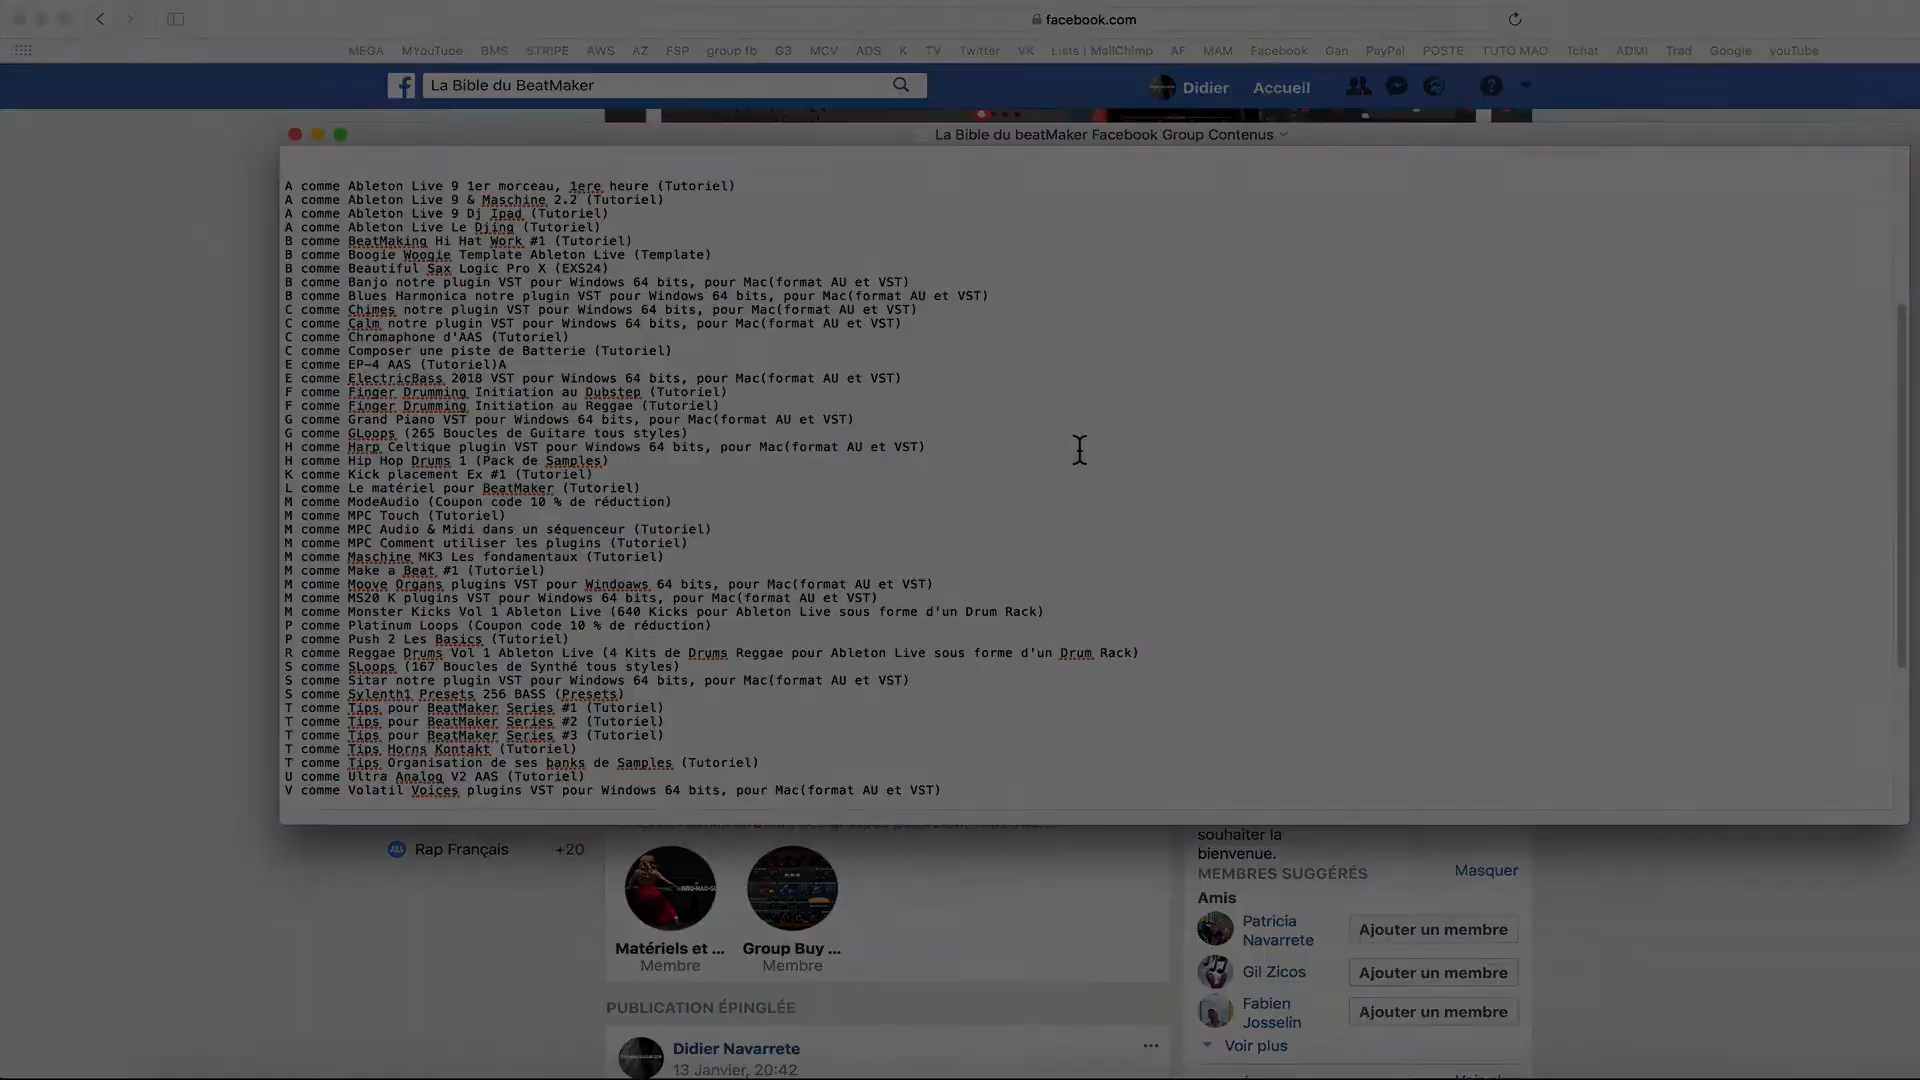 facebook.com
MEGA MYouTube BMS STRIPE AWS AZ FSP group fb G3 MCV ADS K TV Twitter VK Lists | MailChimp AF MAM Facebook Gan PayPal POSTE TUTO MAO Tchat ADMI Trad Google youTube
La Bible du BeatMaker
Didier Accueil
La Bible du beatMaker Facebook Group Contenus
A comme Ableton Live 9 1er morceau, 1ere heure (Tutoriel)
A comme Ableton Live 9 & Maschine 2.2 (Tutoriel)
A comme Ableton Live 9 Dj Ipad (Tutoriel)
A comme Ableton Live Le Djing (Tutoriel)
B comme BeatMaking Hi Hat Work #1 (Tutoriel)
B comme Boogie Woogie Template Ableton Live (Template)
B comme Beautiful Sax Logic Pro X (EXS24)
B comme Banjo notre plugin VST pour Windows 64 bits, pour Mac(format AU et VST)
B comme Blues Harmonica notre plugin VST pour Windows 64 bits, pour Mac(format AU et VST)
C comme Chimes notre plugin VST pour Windows 64 bits, pour Mac(format AU et VST)
C comme Calm notre plugin VST pour Windows 64 bits, pour Mac(format AU et VST)
C comme Chromaphone d'AAS (Tutoriel)
C comme Composer une piste de Batterie (Tutoriel)
E comme EP-4 AAS (Tutoriel)A
E comme ElectricBass 2018 VST pour Windows 64 bits, pour Mac(format AU et VST)
F comme Finger Drumming Initiation au Dubstep (Tutoriel)
F comme Finger Drumming Initiation au Reggae (Tutoriel)
G comme Grand Piano VST pour Windows 64 bits, pour Mac(format AU et VST)
G comme GLoops (265 Boucles de Guitare tous styles)
H comme Harp Celtique plugin VST pour Windows 64 bits, pour Mac(format AU et VST)
H comme Hip Hop Drums 1 (Pack de Samples)
K comme Kick placement Ex #1 (Tutoriel)
L comme Le matériel pour BeatMaker (Tutoriel)
M comme ModeAudio (Coupon code 10 % de réduction)
M comme MPC Touch (Tutoriel)
M comme MPC Audio & Midi dans un séquenceur (Tutoriel)
M comme MPC Comment utiliser les plugins (Tutoriel)
M comme Maschine MK3 Les fondamentaux (Tutoriel)
M comme Make a Beat #1 (Tutoriel)
M comme Moove Organs plugins VST pour Windoaws 64 bits, pour Mac(format AU et VST)
M comme MS20 K plugins VST pour Windows 64 bits, pour Mac(format AU et VST)
M comme Monster Kicks Vol 1 Ableton Live (640 Kicks pour Ableton Live sous forme d'un Drum Rack)
P comme Platinum Loops (Coupon code 10 % de réduction)
P comme Push 2 Les Basics (Tutoriel)
R comme Reggae Drums Vol 1 Ableton Live (4 Kits de Drums Reggae pour Ableton Live sous forme d'un Drum Rack)
S comme SLoops (167 Boucles de Synthé tous styles)
S comme Sitar notre plugin VST pour Windows 64 bits, pour Mac(format AU et VST)
S comme Sylenth1 Presets 256 BASS (Presets)
T comme Tips pour BeatMaker Series #1 (Tutoriel)
T comme Tips pour BeatMaker Series #2 (Tutoriel)
T comme Tips pour BeatMaker Series #3 (Tutoriel)
T comme Tips Horns Kontakt (Tutoriel)
T comme Tips Organisation de ses banks de Samples (Tutoriel)
U comme Ultra Analog V2 AAS (Tutoriel)
V comme Volatil Voices plugins VST pour Windows 64 bits, pour Mac(format AU et VST)
Rap Français +20
Matériels et ...
Membre
Group Buy ...
Membre
PUBLICATION ÉPINGLÉE
Didier Navarrete
13 Janvier, 20:42
souhaiter la
bienvenue.
MEMBRES SUGGÉRÉS Masquer
Amis
Patricia
Navarrete
Ajouter un membre
Gil Zicos
Ajouter un membre
Fabien
Josselin
Ajouter un membre
Voir plus